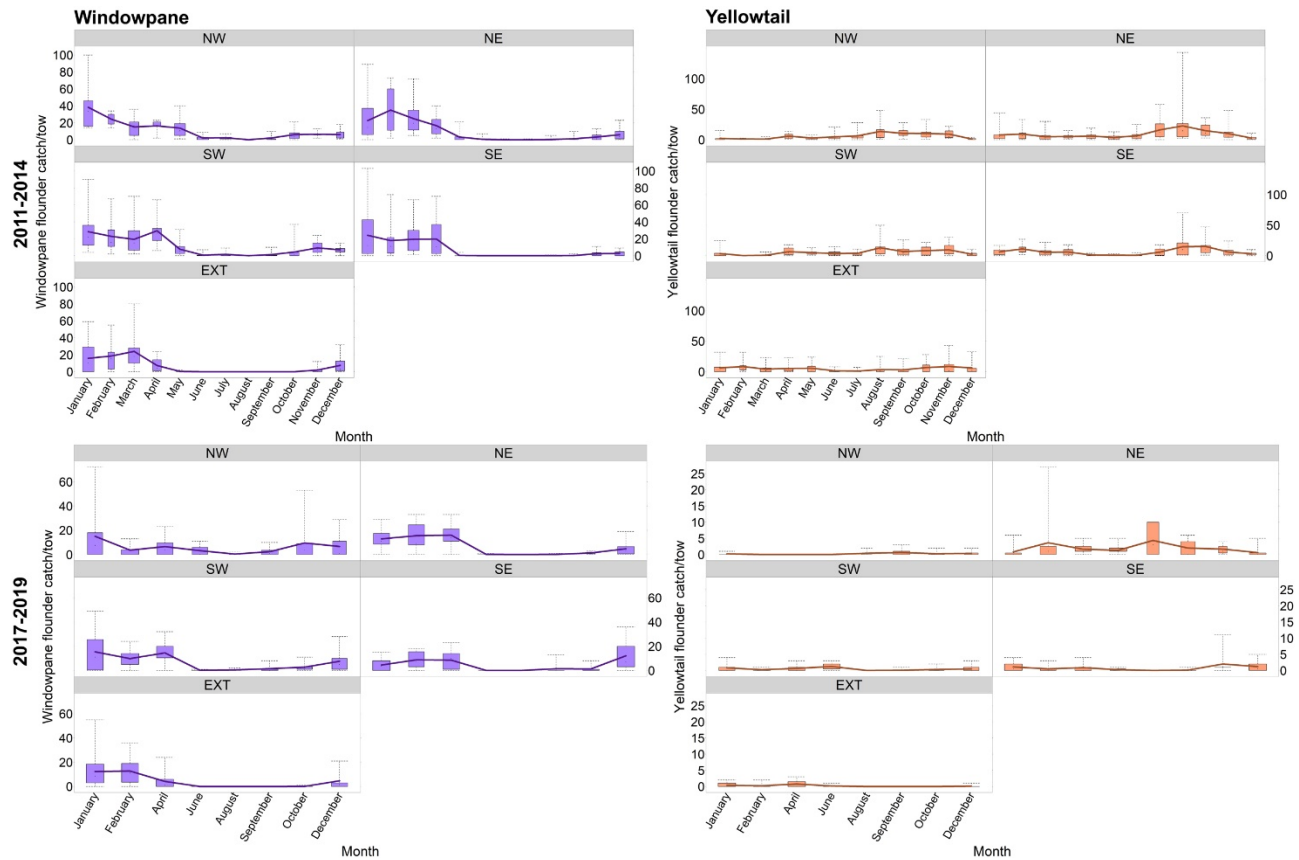 Windowpane
Yellowtail
2011-2014
Windowpane flounder catch/tow
NW
NE
100
80
60
40
20
0
SW
SE
100
80
60
40
20
0
EXT
100
80
60
40
20
0
January
February
March
April
May
June
July
August
September
October
November
December
Month
Yellowtail flounder catch/tow
NW
NE
100
50
0
SW
SE
100
50
0
EXT
100
50
0
January
February
March
April
May
June
July
August
September
October
November
December
Month
2017-2019
Windowpane flounder catch/tow
NW
NE
60
40
20
0
SW
SE
60
40
20
0
EXT
60
40
20
0
January
February
April
June
August
September
October
December
Month
Yellowtail flounder catch/tow
NW
NE
25
20
15
10
5
0
SW
SE
25
20
15
10
5
0
EXT
25
20
15
10
5
0
January
February
April
June
August
September
October
December
Month